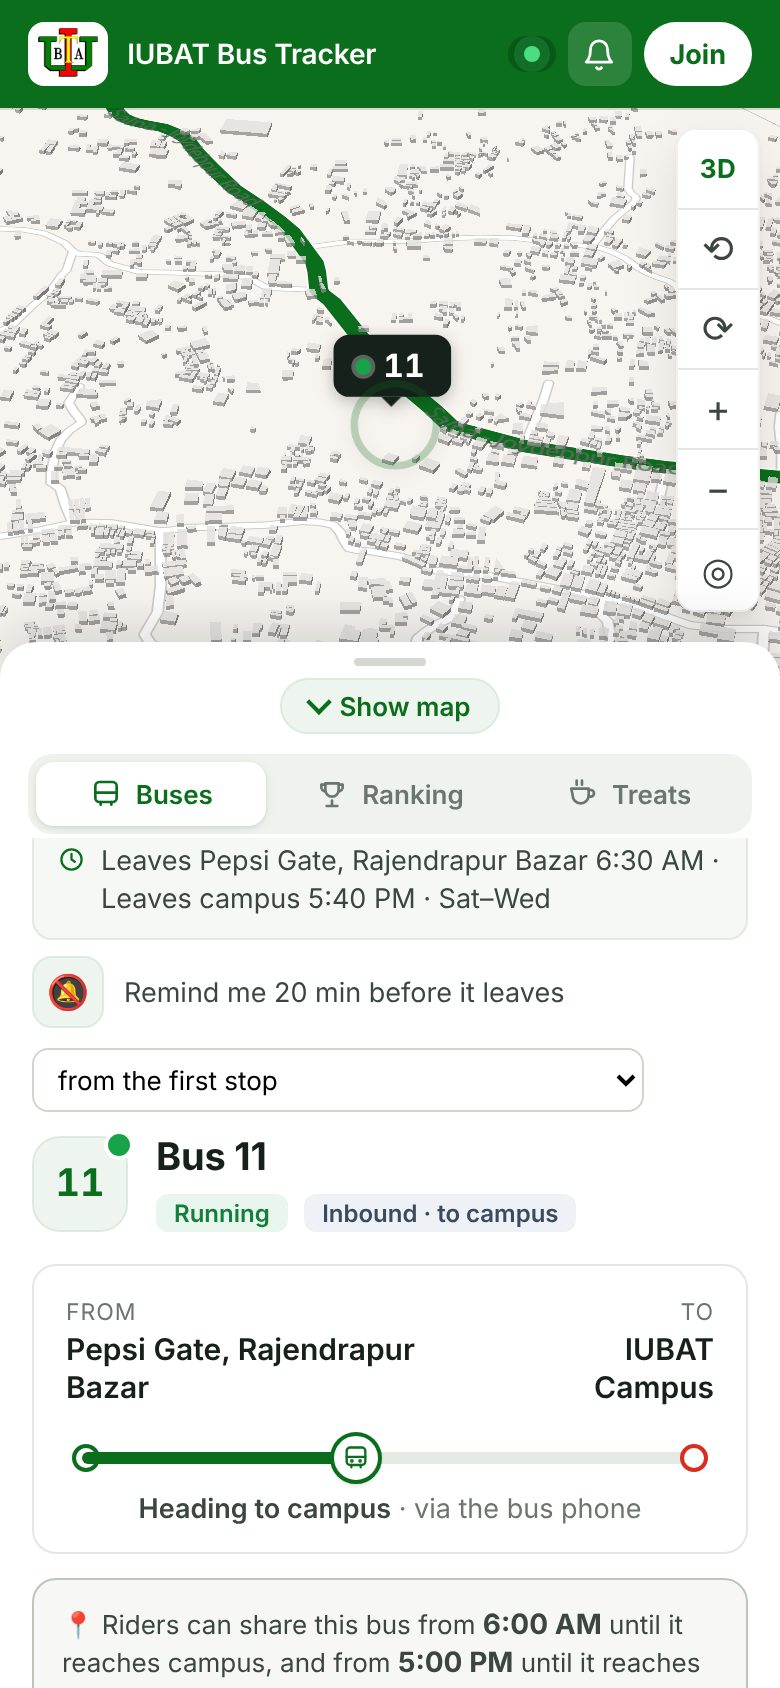 IUBAT Bus Tracker
Join
3D
11
Show map
Buses
Ranking
Treats
Leaves Pepsi Gate, Rajendrapur Bazar 6:30 AM ·
Leaves campus 5:40 PM · Sat–Wed
Remind me 20 min before it leaves
from the first stop
11
Bus 11
Running
Inbound · to campus
FROM
TO
Pepsi Gate, Rajendrapur
Bazar
IUBAT
Campus
Heading to campus · via the bus phone
📍 Riders can share this bus from 6:00 AM until it
reaches campus, and from 5:00 PM until it reaches